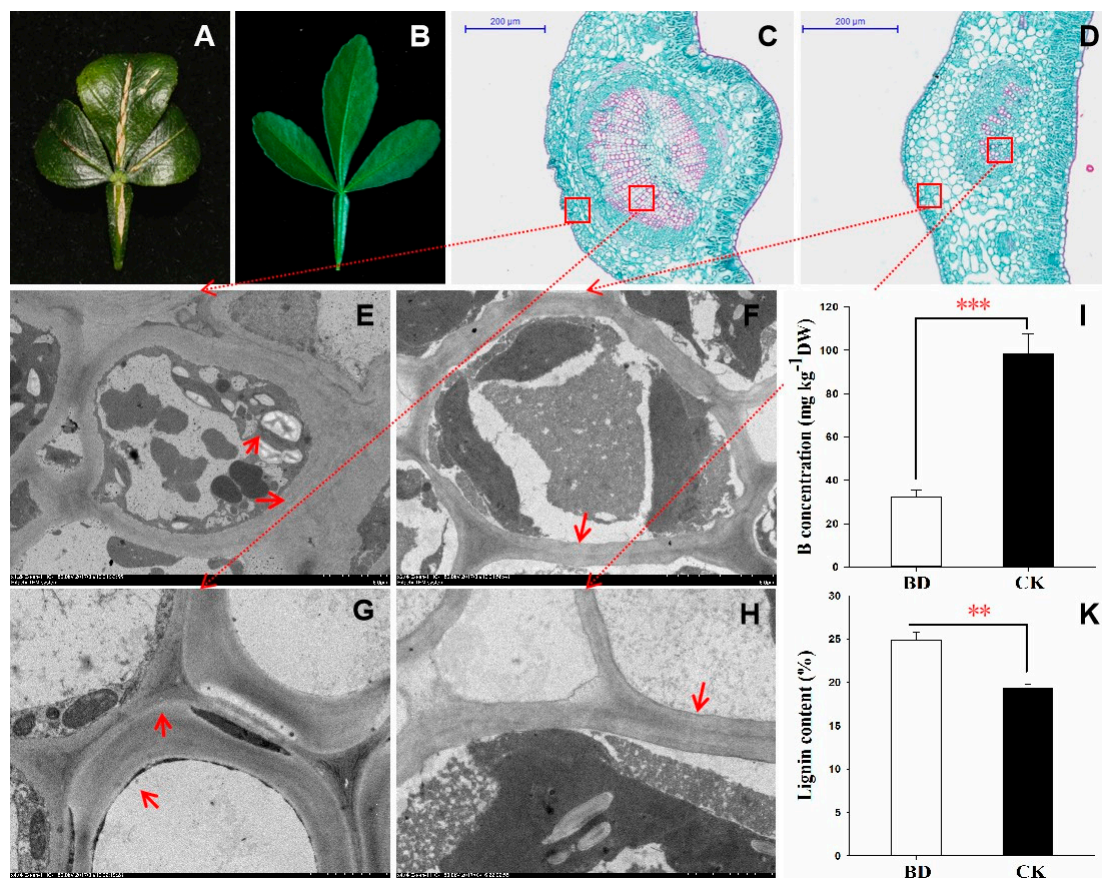 A
B
200 µm
C
200 µm
D
E
F
G
H
I
***
B concentration (mg kg⁻¹DW)
120
100
80
60
40
20
0
BD
CK
K
**
Lignin content (%)
30
25
20
15
10
5
0
BD
CK